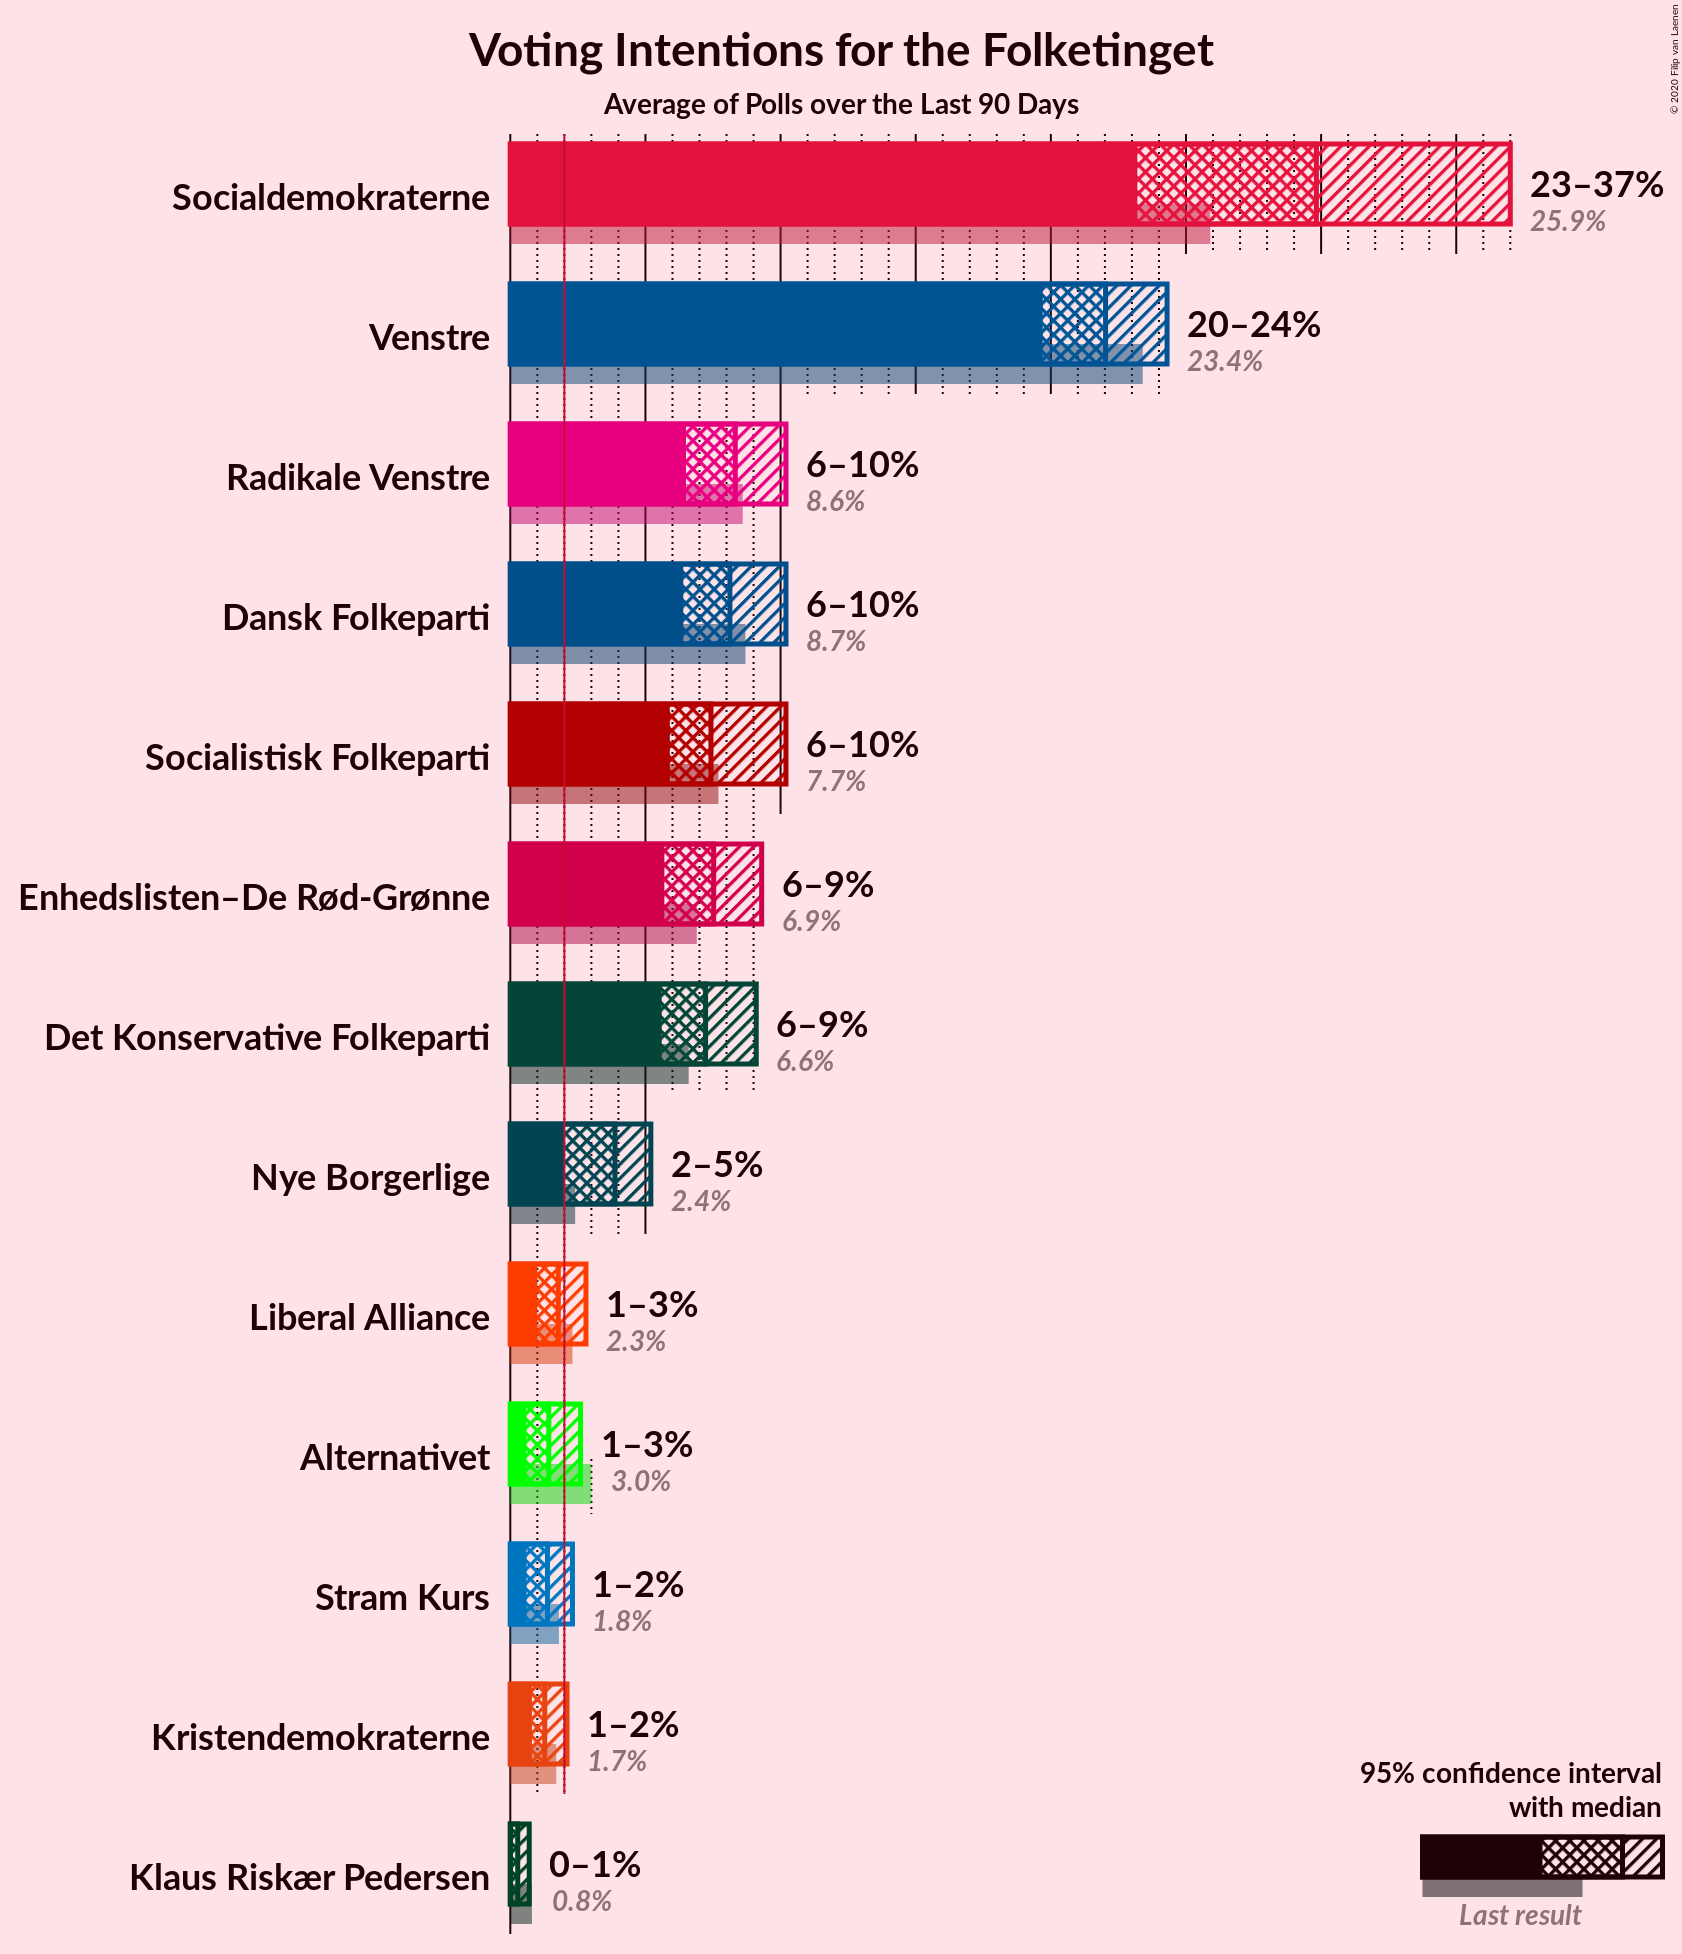 © 2020 Filip van Laenen
Voting Intentions for the Folketinget
Average of Polls over the Last 90 Days
Socialdemokraterne
23–37%
25.9%
Venstre
20–24%
23.4%
Radikale Venstre
6–10%
8.6%
Dansk Folkeparti
6–10%
8.7%
Socialistisk Folkeparti
6–10%
7.7%
Enhedslisten–De Rød-Grønne
6–9%
6.9%
Det Konservative Folkeparti
6–9%
6.6%
Nye Borgerlige
2–5%
2.4%
Liberal Alliance
1–3%
2.3%
Alternativet
1–3%
3.0%
Stram Kurs
1–2%
1.8%
Kristendemokraterne
1–2%
1.7%
Klaus Riskær Pedersen
0–1%
0.8%
95% confidence interval
with median
Last result